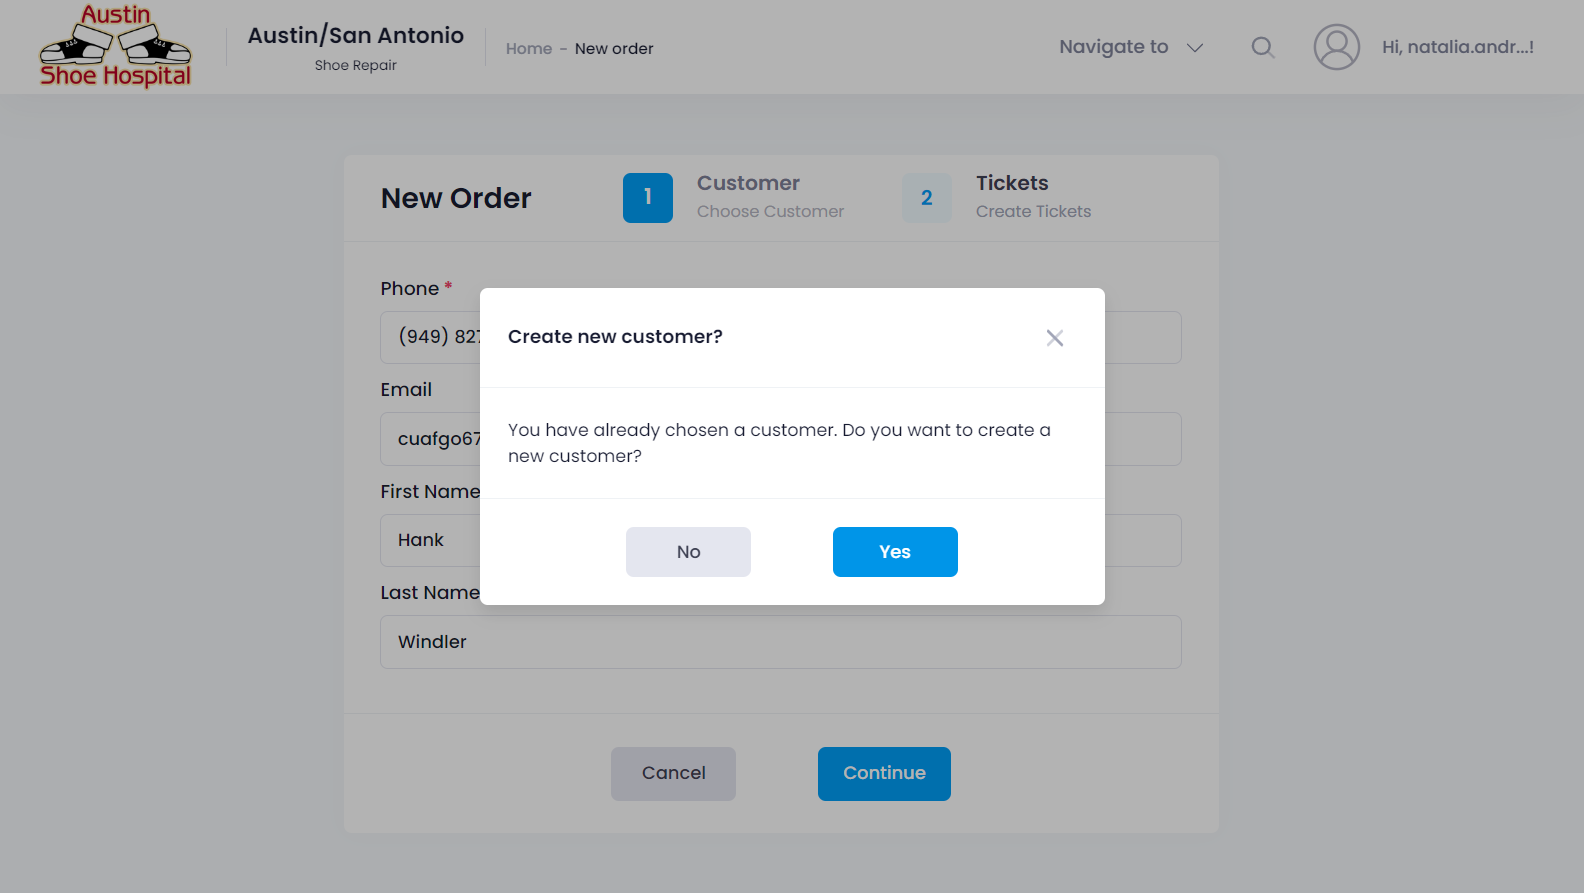 Austin
Shoe Hospital
Austin/San Antonio
Shoe Repair
Home - New order
Navigate to
Hi, natalia.andr...!
New Order
1
Customer
Choose Customer
2
Tickets
Create Tickets
Phone *
(949) 827
Email
cuafgo67
First Name
Hank
Last Name
Windler
Create new customer?
You have already chosen a customer. Do you want to create a
new customer?
No
Yes
Cancel
Continue